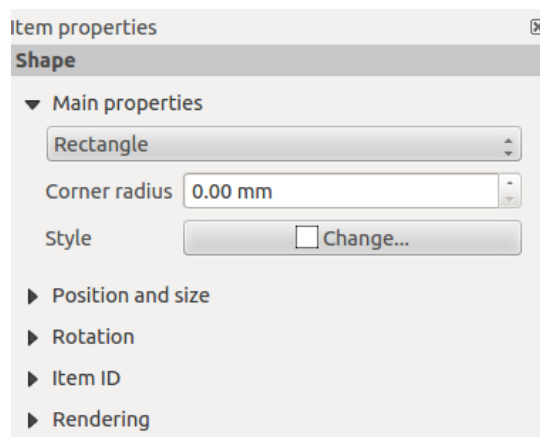 Item properties
Shape
Main properties
Rectangle
Corner radius 0.00 mm
Style Change...
Position and size
Rotation
Item ID
Rendering